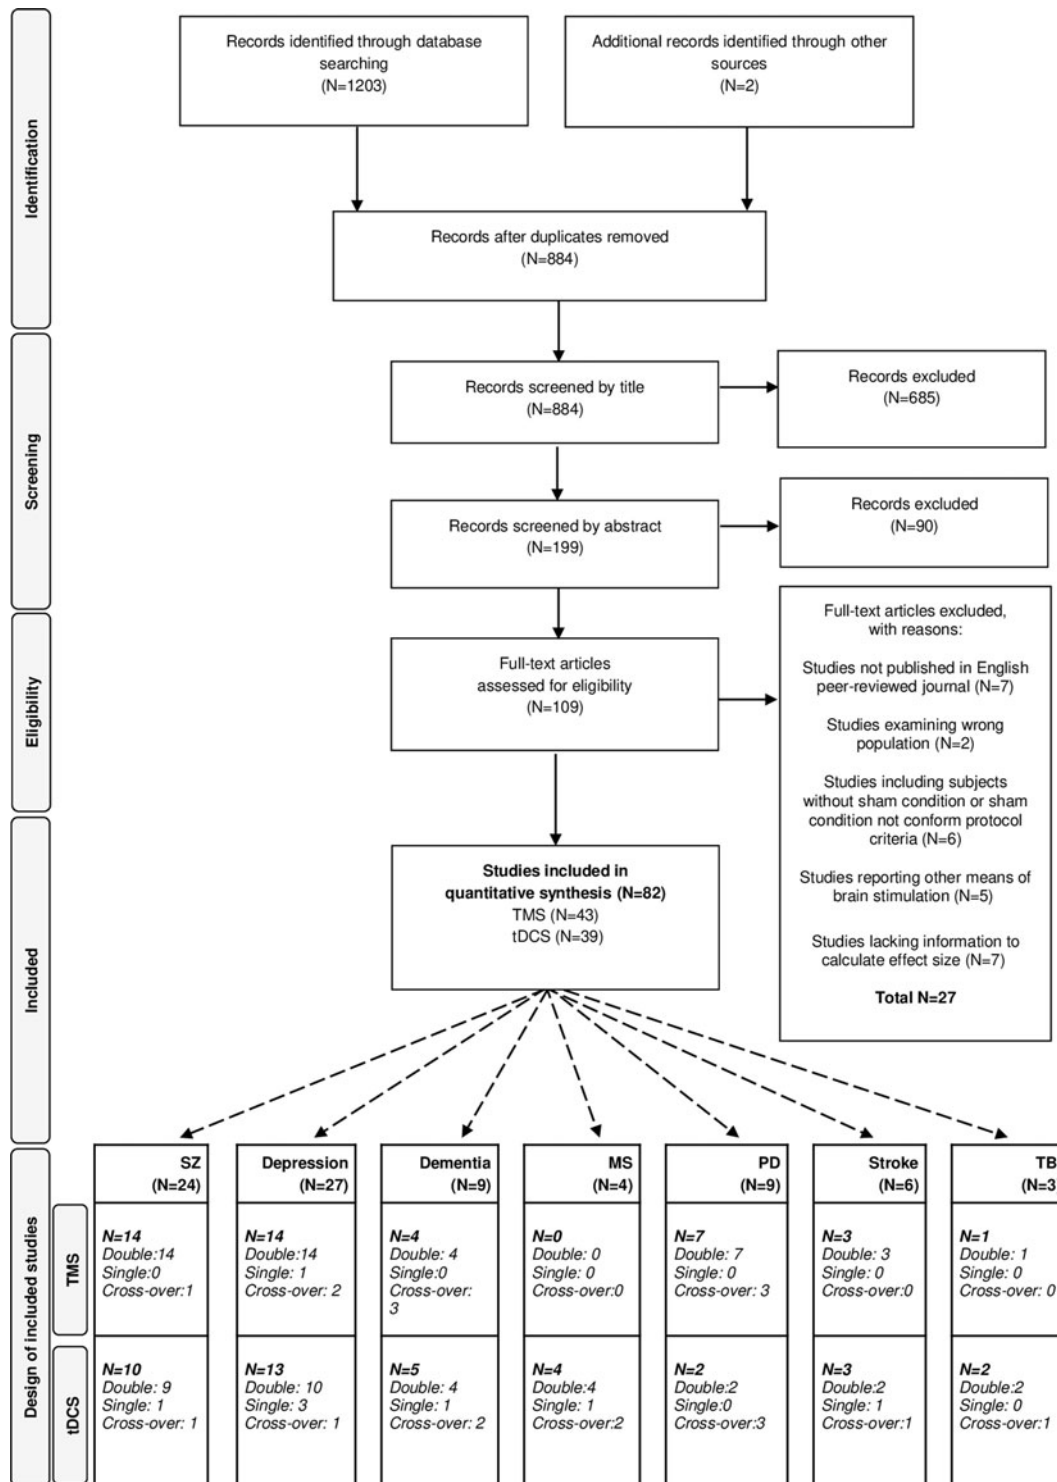 Identification
Records identified through database
searching
(N=1203)
Additional records identified through other
sources
(N=2)
Records after duplicates removed
(N=884)
Screening
Records screened by title
(N=884)
Records excluded
(N=685)
Records screened by abstract
(N=199)
Records excluded
(N=90)
Eligibility
Full-text articles
assessed for eligibility
(N=109)
Full-text articles excluded,
with reasons:
Studies not published in English
peer-reviewed journal (N=7)
Studies examining wrong
population (N=2)
Studies including subjects
without sham condition or sham
condition not conform protocol
criteria (N=6)
Studies reporting other means of
brain stimulation (N=5)
Studies lacking information to
calculate effect size (N=7)
Total N=27
Included
Studies included in
quantitative synthesis (N=82)
TMS (N=43)
tDCS (N=39)
Design of included studies
SZ
(N=24)
Depression
(N=27)
Dementia
(N=9)
MS
(N=4)
PD
(N=9)
Stroke
(N=6)
TB
(N=3)
TMS
N=14
Double:14
Single:0
Cross-over:1
N=14
Double:14
Single: 1
Cross-over: 2
N=4
Double: 4
Single:0
Cross-over:
3
N=0
Double: 0
Single: 0
Cross-over:0
N=7
Double: 7
Single: 0
Cross-over: 3
N=3
Double: 3
Single: 0
Cross-over:0
N=1
Double: 1
Single: 0
Cross-over: 0
tDCS
N=10
Double: 9
Single: 1
Cross-over: 1
N=13
Double: 10
Single: 3
Cross-over: 1
N=5
Double: 4
Single: 1
Cross-over: 2
N=4
Double:4
Single: 1
Cross-over:2
N=2
Double:2
Single:0
Cross-over:3
N=3
Double:2
Single: 1
Cross-over:1
N=2
Double:2
Single: 0
Cross-over:1